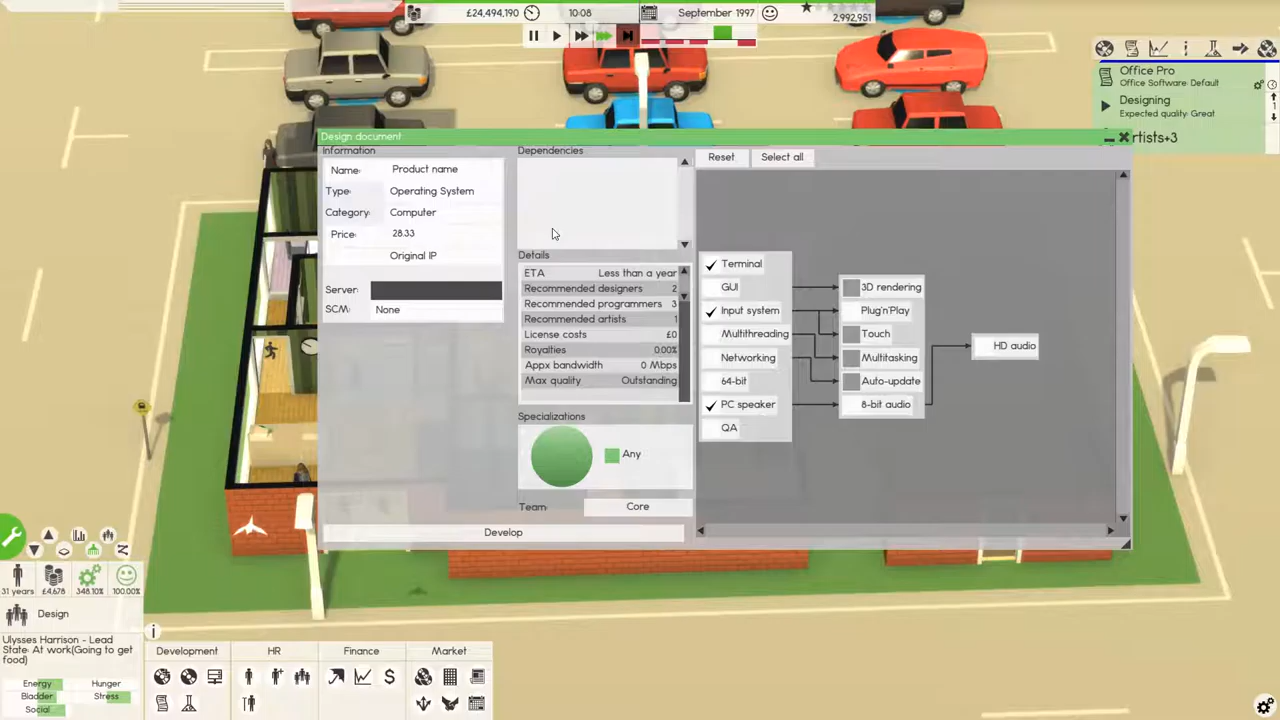 £24,494,190
10:08
September 1997
2,992,951
Office Pro
Office Software: Default
Designing
Expected quality: Great
rtists+3
Design document
Information
Name: Product name
Type: Operating System
Category: Computer
Price: 28.33
Original IP
Server:
SCM: None
Dependencies
Details
ETA Less than a year
Recommended designers 2
Recommended programmers 3
Recommended artists 1
License costs £0
Royalties 0.00%
Appx bandwidth 0 Mbps
Max quality Outstanding
Specializations
Any
Team: Core
Develop
Reset Select all
Terminal
GUI 3D rendering
Input system Plug'n'Play
Multithreading Touch
HD audio
Networking Multitasking
64-bit Auto-update
PC speaker 8-bit audio
QA
31 years £4,678 348.10% 100.00%
Design
Ulysses Harrison - Lead
State: At work(Going to get
food)
Energy Hunger
Bladder Stress
Social
Development HR Finance Market